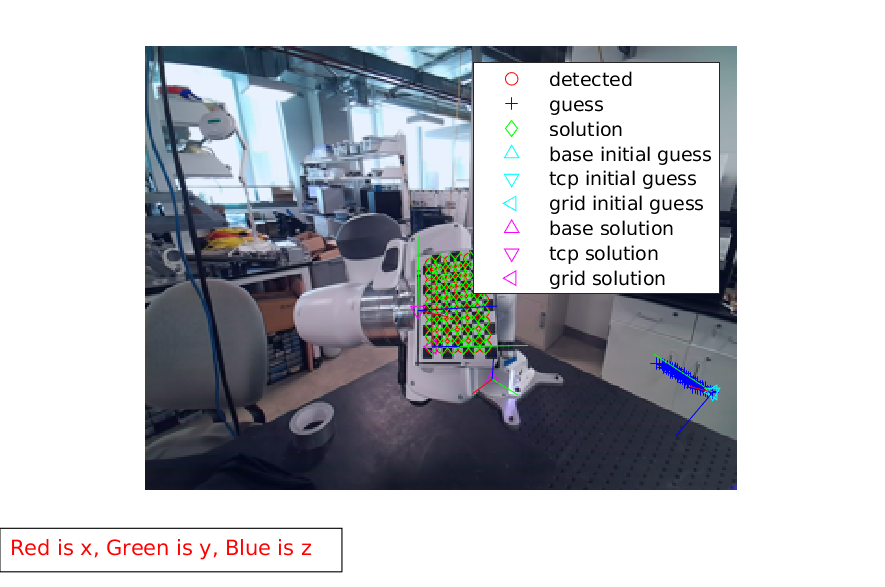 detected
guess
solution
base initial guess
tcp initial guess
grid initial guess
base solution
tcp solution
grid solution
Red is x, Green is y, Blue is z